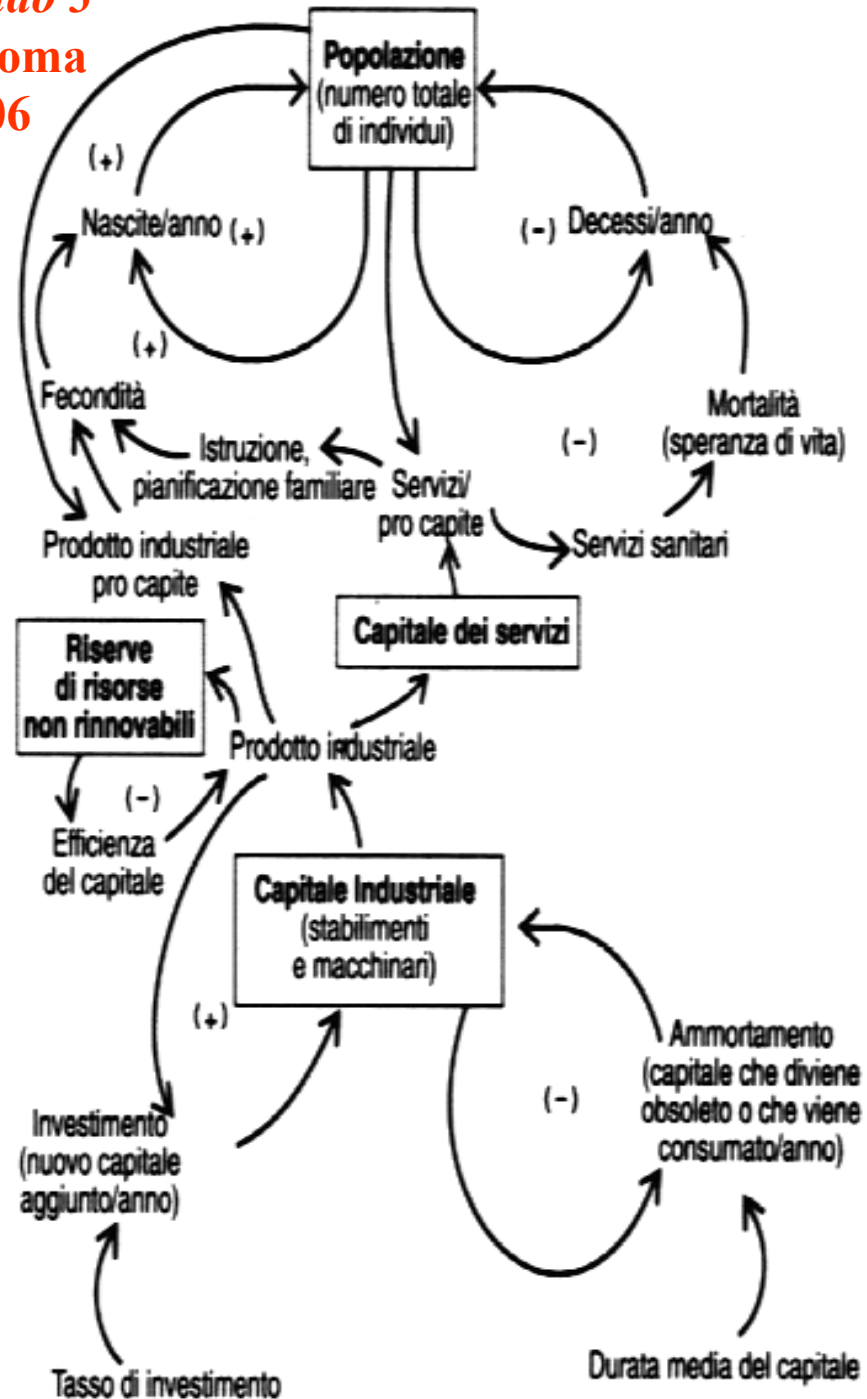 3
oma
06
Popolazione
(numero totale
di individui)
(+)
Nascite/anno (+)
(-) Decessi/anno
(+)
Fecondità
Mortalità
(speranza di vita)
(-)
Istruzione,
pianificazione familiare
Servizi/
pro capite
Servizi sanitari
Prodotto industriale
pro capite
Capitale dei servizi
Riserve
di risorse
non rinnovabili
Prodotto industriale
(-)
Efficienza
del capitale
Capitale Industriale
(stabilimenti
e macchinari)
(+)
Ammortamento
(capitale che diviene
obsoleto o che viene
consumato/anno)
(-)
Investimento
(nuovo capitale
aggiunto/anno)
Tasso di investimento
Durata media del capitale